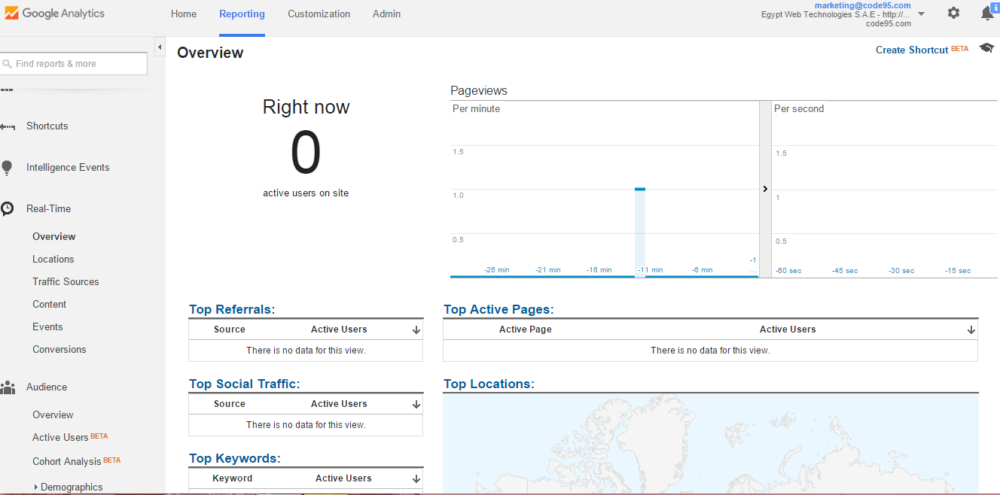 Google Analytics
Home Reporting Customization Admin
marketing@code95.com
Egypt Web Technologies S.A.E - http://...
code95.com
Find reports & more
Shortcuts
Intelligence Events
Real-Time
Overview
Locations
Traffic Sources
Content
Events
Conversions
Audience
Overview
Active Users BETA
Cohort Analysis BETA
Demographics
Overview
Create Shortcut BETA
Right now
0
active users on site
Pageviews
Per minute
1.5
1.0
0.5
-26 min -21 min -16 min -11 min -6 min -1
...
Per second
1.5
1
0.5
-60 sec -45 sec -30 sec -15 sec
Top Referrals:
Source Active Users
There is no data for this view.
Top Active Pages:
Active Page Active Users
There is no data for this view.
Top Social Traffic:
Source Active Users
There is no data for this view.
Top Locations:
Top Keywords:
Keyword Active Users